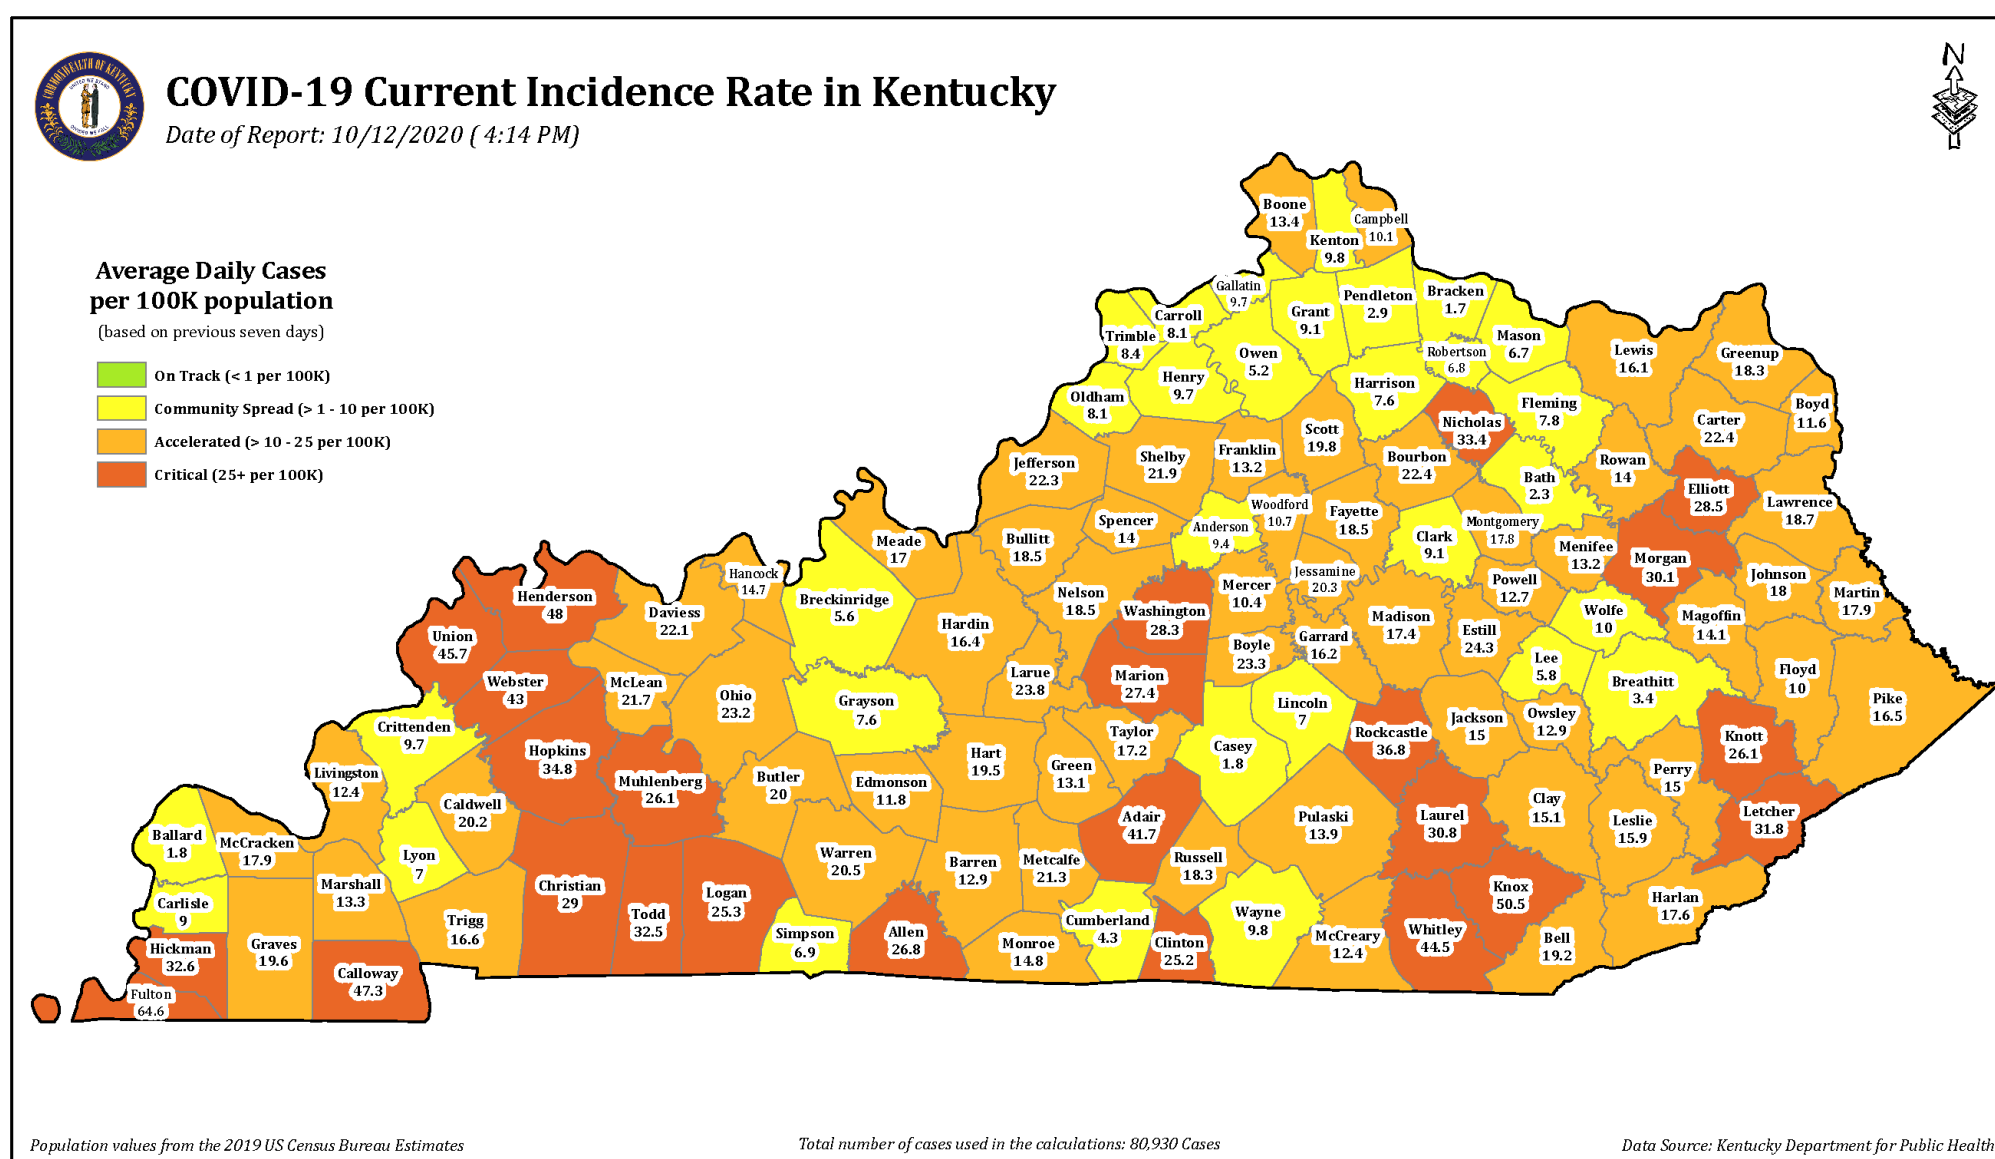 COVID-19 Current Incidence Rate in Kentucky
Date of Report: 10/12/2020 ( 4:14 PM)
N
COMMONWEALTH OF KENTUCKY
UNITED WE STAND
DIVIDED WE FALL
Average Daily Cases
per 100K population
(based on previous seven days)
On Track (< 1 per 100K)
Community Spread (> 1 - 10 per 100K)
Accelerated (> 10 - 25 per 100K)
Critical (25+ per 100K)
Boone
13.4
Kenton
9.8
Campbell
10.1
Gallatin
9.7
Carroll
8.1
Trimble
8.4
Grant
9.1
Pendleton
2.9
Bracken
1.7
Mason
6.7
Robertson
6.8
Owen
5.2
Henry
9.7
Oldham
8.1
Harrison
7.6
Nicholas
33.4
Fleming
7.8
Lewis
16.1
Greenup
18.3
Boyd
11.6
Carter
22.4
Rowan
14
Elliott
28.5
Lawrence
18.7
Bath
2.3
Scott
19.8
Bourbon
22.4
Franklin
13.2
Shelby
21.9
Jefferson
22.3
Spencer
14
Anderson
9.4
Woodford
10.7
Fayette
18.5
Clark
9.1
Montgomery
17.8
Menifee
13.2
Morgan
30.1
Johnson
18
Martin
17.9
Magoffin
14.1
Wolfe
10
Powell
12.7
Estill
24.3
Madison
17.4
Jessamine
20.3
Mercer
10.4
Washington
28.3
Nelson
18.5
Bullitt
18.5
Meade
17
Breckinridge
5.6
Hancock
14.7
Daviess
22.1
Henderson
48
Union
45.7
Webster
43
McLean
21.7
Ohio
23.2
Grayson
7.6
Hardin
16.4
Larue
23.8
Marion
27.4
Boyle
23.3
Garrard
16.2
Lincoln
7
Casey
1.8
Rockcastle
36.8
Jackson
15
Lee
5.8
Owsley
12.9
Breathitt
3.4
Floyd
10
Pike
16.5
Knott
26.1
Perry
15
Letcher
31.8
Leslie
15.9
Clay
15.1
Laurel
30.8
Pulaski
13.9
Adair
41.7
Taylor
17.2
Green
13.1
Hart
19.5
Edmonson
11.8
Butler
20
Muhlenberg
26.1
Hopkins
34.8
Crittenden
9.7
Livingston
12.4
Caldwell
20.2
Lyon
7
McCracken
17.9
Ballard
1.8
Carlisle
9
Hickman
32.6
Fulton
64.6
Graves
19.6
Marshall
13.3
Calloway
47.3
Trigg
16.6
Christian
29
Todd
32.5
Logan
25.3
Simpson
6.9
Warren
20.5
Allen
26.8
Barren
12.9
Metcalfe
21.3
Monroe
14.8
Cumberland
4.3
Clinton
25.2
Russell
18.3
Wayne
9.8
McCreary
12.4
Whitley
44.5
Knox
50.5
Bell
19.2
Harlan
17.6
Population values from the 2019 US Census Bureau Estimates
Total number of cases used in the calculations: 80,930 Cases
Data Source: Kentucky Department for Public Health